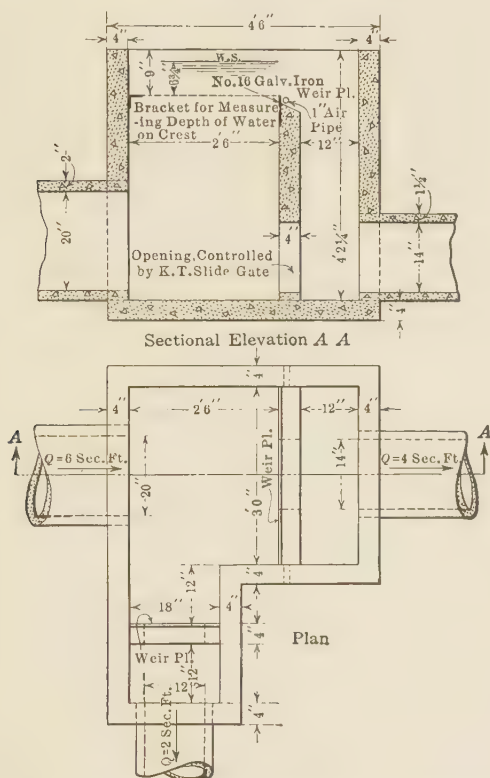 4'6"
4"
4"
9"
6¾"
W.S.
No.16 Galv. Iron
Weir Pl.
1" Air
Pipe
Bracket for Measure
-ing Depth of Water
on Crest
2'6"
12"
2"
20"
4"
4'2¼"
1½"
14"
Opening, Controlled
by K.T. Slide Gate
4"
Sectional Elevation A A
4"
4"
2'6"
12"
4"
A
A
Q=6 Sec. Ft.
Q=4 Sec. Ft.
20"
Weir Pl.
3'0"
14"
12"
4"
18"
4"
4"
Plan
Weir Pl.
12"
12"
4"
Q=2 Sec. Ft.